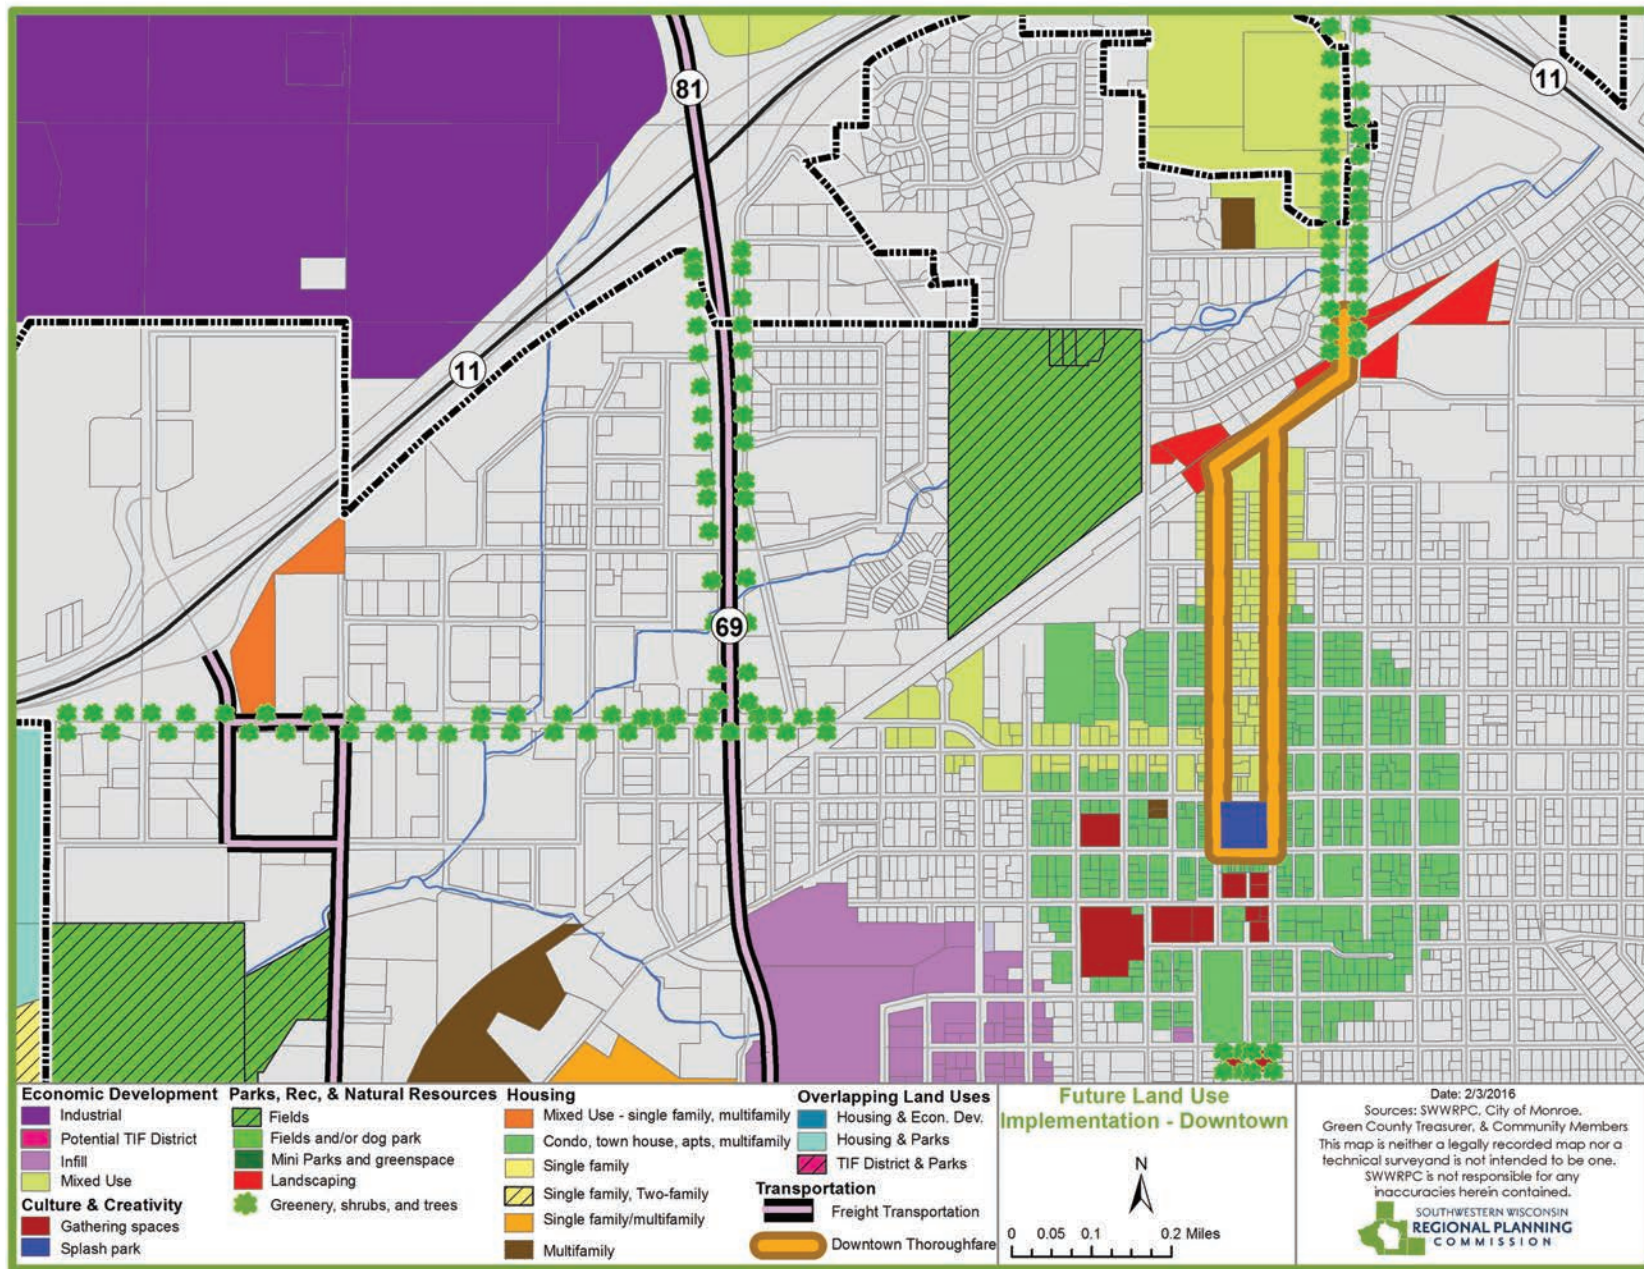 81
11
11
69
Economic Development
Industrial
Potential TIF District
Infill
Mixed Use
Culture & Creativity
Gathering spaces
Splash park
Parks, Rec, & Natural Resources
Fields
Fields and/or dog park
Mini Parks and greenspace
Landscaping
Greenery, shrubs, and trees
Housing
Mixed Use - single family, multifamily
Condo, town house, apts, multifamily
Single family
Single family, Two-family
Single family/multifamily
Multifamily
Overlapping Land Uses
Housing & Econ. Dev.
Housing & Parks
TIF District & Parks
Transportation
Freight Transportation
Downtown Thoroughfare
Future Land Use
Implementation - Downtown
N
0 0.05 0.1 0.2 Miles
Date: 2/3/2016
Sources: SWWRPC, City of Monroe,
Green County Treasurer, & Community Members
This map is neither a legally recorded map nor a
technical surveyand is not intended to be one.
SWWRPC is not responsible for any
inaccuracies herein contained.
SOUTHWESTERN WISCONSIN
REGIONAL PLANNING
COMMISSION